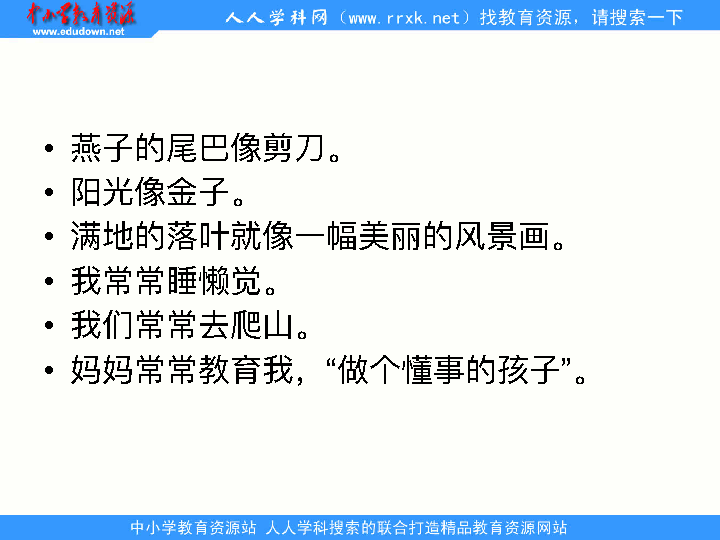 中小学教育资源
www.edudown.net
人人学科网（www.rrxk.net）找教育资源，请搜索一下
• 燕子的尾巴像剪刀。
• 阳光像金子。
• 满地的落叶就像一幅美丽的风景画。
• 我常常睡懒觉。
• 我们常常去爬山。
• 妈妈常常教育我，“做个懂事的孩子”。
中小学教育资源站 人人学科搜索的联合打造精品教育资源网站